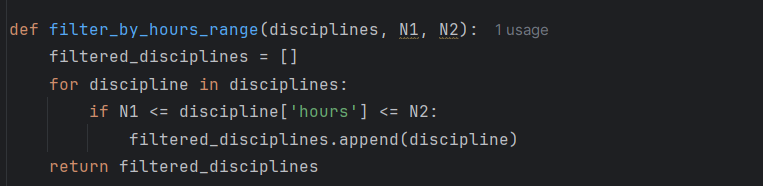 def filter_by_hours_range(disciplines, N1, N2): 1 usage
    filtered_disciplines = []
    for discipline in disciplines:
        if N1 <= discipline['hours'] <= N2:
            filtered_disciplines.append(discipline)
    return filtered_disciplines